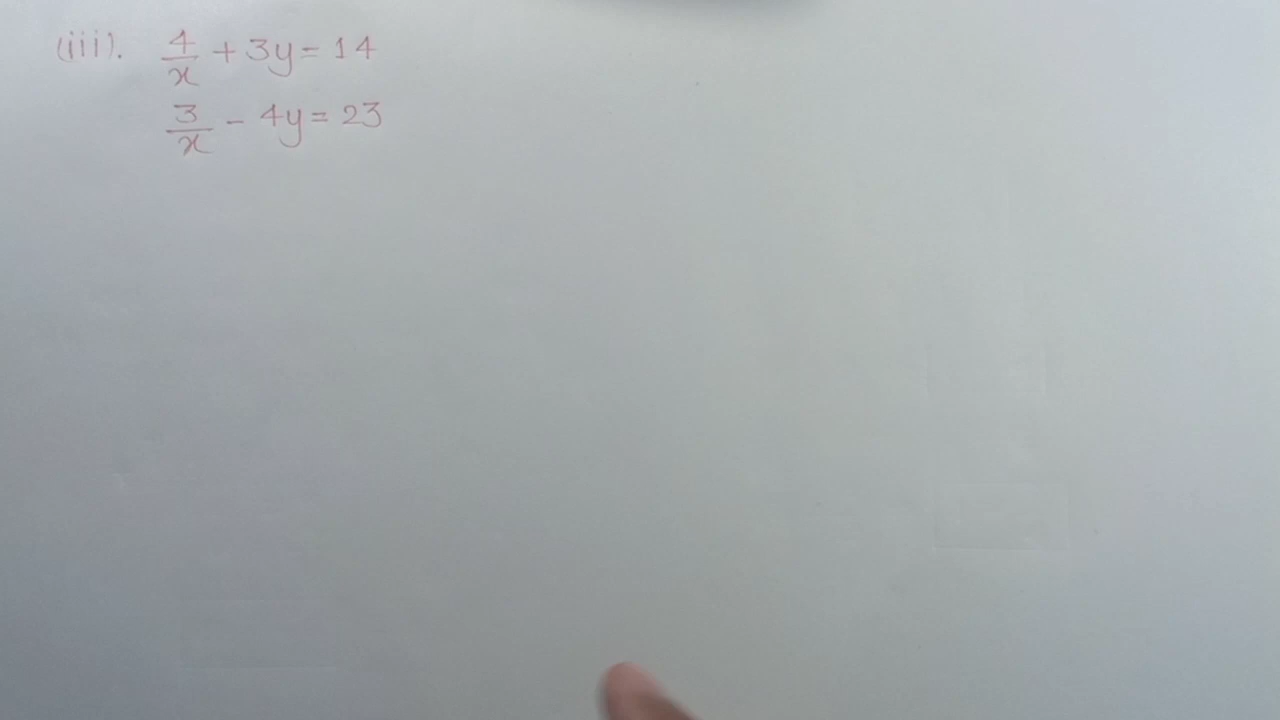 (iii). 4/x + 3y = 14
3/x - 4y = 23